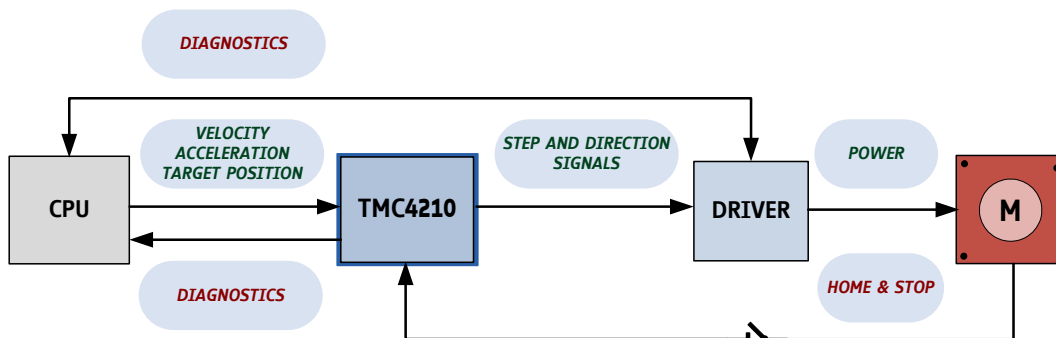 DIAGNOSTICS
VELOCITY
ACCELERATION
TARGET POSITION
STEP AND DIRECTION
SIGNALS
POWER
CPU
TMC4210
DRIVER
M
DIAGNOSTICS
HOME & STOP